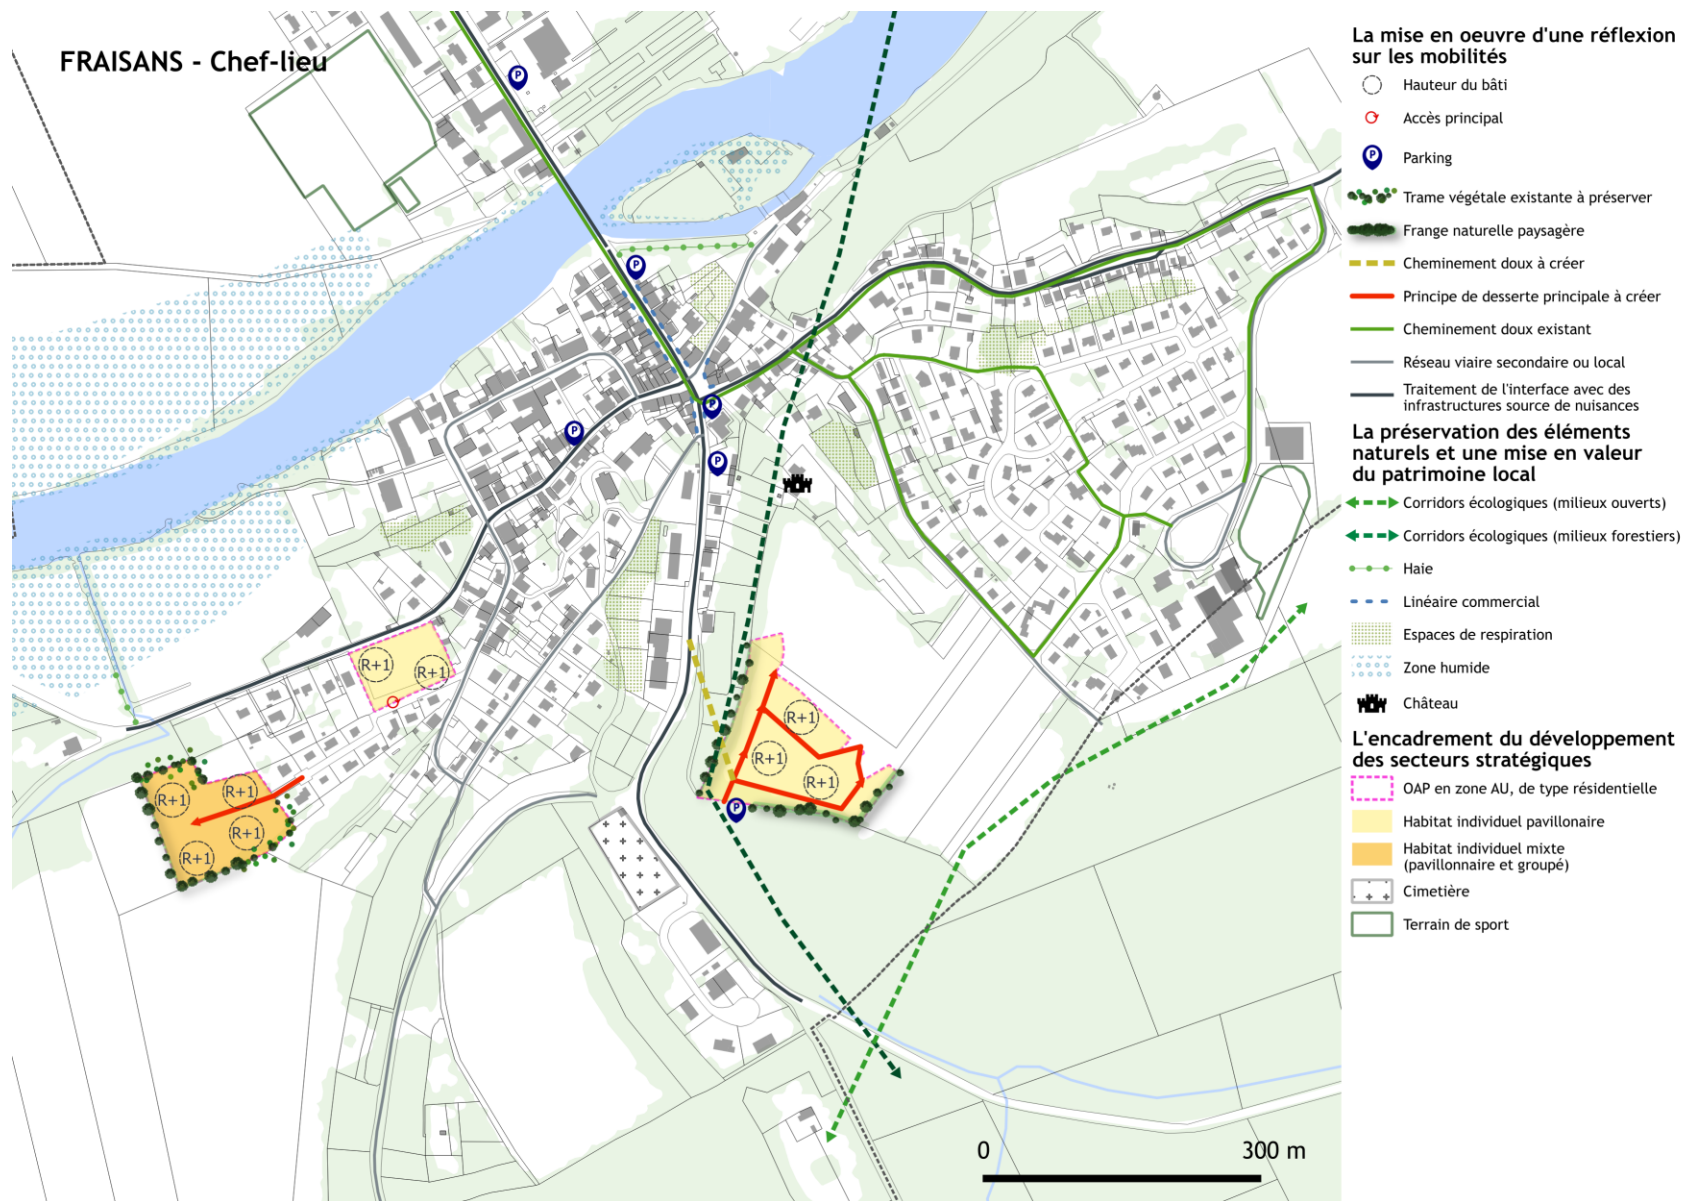 FRAISANS - Chef-lieu
P
P
P
P
P
R+1
R+1
R+1
R+1
R+1
R+1
R+1
R+1
R+1
P
0
300 m
La mise en oeuvre d'une réflexion
sur les mobilités
Hauteur du bâti
Accès principal
P
Parking
Trame végétale existante à préserver
Frange naturelle paysagère
Cheminement doux à créer
Principe de desserte principale à créer
Cheminement doux existant
Réseau viaire secondaire ou local
Traitement de l'interface avec des
infrastructures source de nuisances
La préservation des éléments
naturels et une mise en valeur
du patrimoine local
Corridors écologiques (milieux ouverts)
Corridors écologiques (milieux forestiers)
Haie
Linéaire commercial
Espaces de respiration
Zone humide
Château
L'encadrement du développement
des secteurs stratégiques
OAP en zone AU, de type résidentielle
Habitat individuel pavillonaire
Habitat individuel mixte
(pavillonnaire et groupé)
Cimetière
Terrain de sport